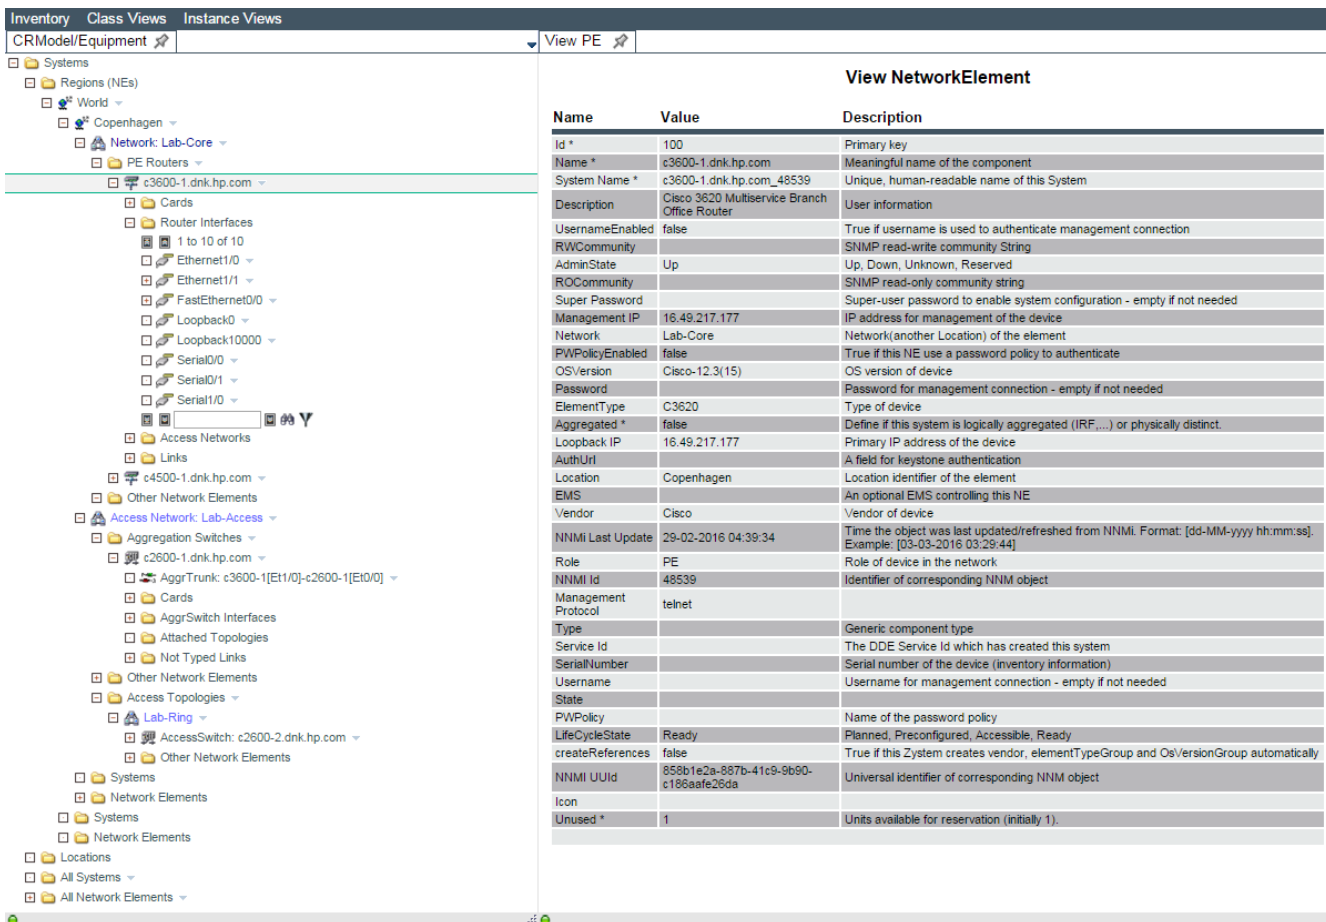 Inventory Class Views Instance Views
CRModel/Equipment
Systems
Regions (NEs)
World
Copenhagen
Network: Lab-Core
PE Routers
c3600-1.dnk.hp.com
Cards
Router Interfaces
1 to 10 of 10
Ethernet1/0
Ethernet1/1
FastEthernet0/0
Loopback0
Loopback10000
Serial0/0
Serial0/1
Serial1/0
Access Networks
Links
c4500-1.dnk.hp.com
Other Network Elements
Access Network: Lab-Access
Aggregation Switches
c2600-1.dnk.hp.com
AggrTrunk: c3600-1[Et1/0]-c2600-1[Et0/0]
Cards
AggrSwitch Interfaces
Attached Topologies
Not Typed Links
Other Network Elements
Access Topologies
Lab-Ring
AccessSwitch: c2600-2.dnk.hp.com
Other Network Elements
Systems
Network Elements
Systems
Network Elements
Locations
All Systems
All Network Elements
View PE
View NetworkElement
Name Value Description
Id * 100 Primary key
Name * c3600-1.dnk.hp.com Meaningful name of the component
System Name * c3600-1.dnk.hp.com_48539 Unique, human-readable name of this System
Description Cisco 3620 Multiservice Branch User information
Office Router
UsernameEnabled false True if username is used to authenticate management connection
RWCommunity SNMP read-write community String
AdminState Up Up, Down, Unknown, Reserved
ROCommunity SNMP read-only community string
Super Password Super-user password to enable system configuration - empty if not needed
Management IP 16.49.217.177 IP address for management of the device
Network Lab-Core Network(another Location) of the element
PWPolicyEnabled false True if this NE use a password policy to authenticate
OSVersion Cisco-12.3(15) OS version of device
Password Password for management connection - empty if not needed
ElementType C3620 Type of device
Aggregated * false Define if this system is logically aggregated (IRF,...) or physically distinct.
Loopback IP 16.49.217.177 Primary IP address of the device
AuthUrl A field for keystone authentication
Location Copenhagen Location identifier of the element
EMS An optional EMS controlling this NE
Vendor Cisco Vendor of device
NNMi Last Update 29-02-2016 04:39:34 Time the object was last updated/refreshed from NNMi. Format: [dd-MM-yyyy hh:mm:ss].
Example: [03-03-2016 03:29:44]
Role PE Role of device in the network
NNMI Id 48539 Identifier of corresponding NNM object
Management
Protocol telnet
Type Generic component type
Service Id The DDE Service Id which has created this system
SerialNumber Serial number of the device (inventory information)
Username Username for management connection - empty if not needed
State
PWPolicy Name of the password policy
LifeCycleState Ready Planned, Preconfigured, Accessible, Ready
createReferences false True if this Zystem creates vendor, elementTypeGroup and OsVersionGroup automatically
NNMI UUId 858b1e2a-887b-41c9-9b90- Universal identifier of corresponding NNM object
c186aafe26da
Icon
Unused * 1 Units available for reservation (initially 1).